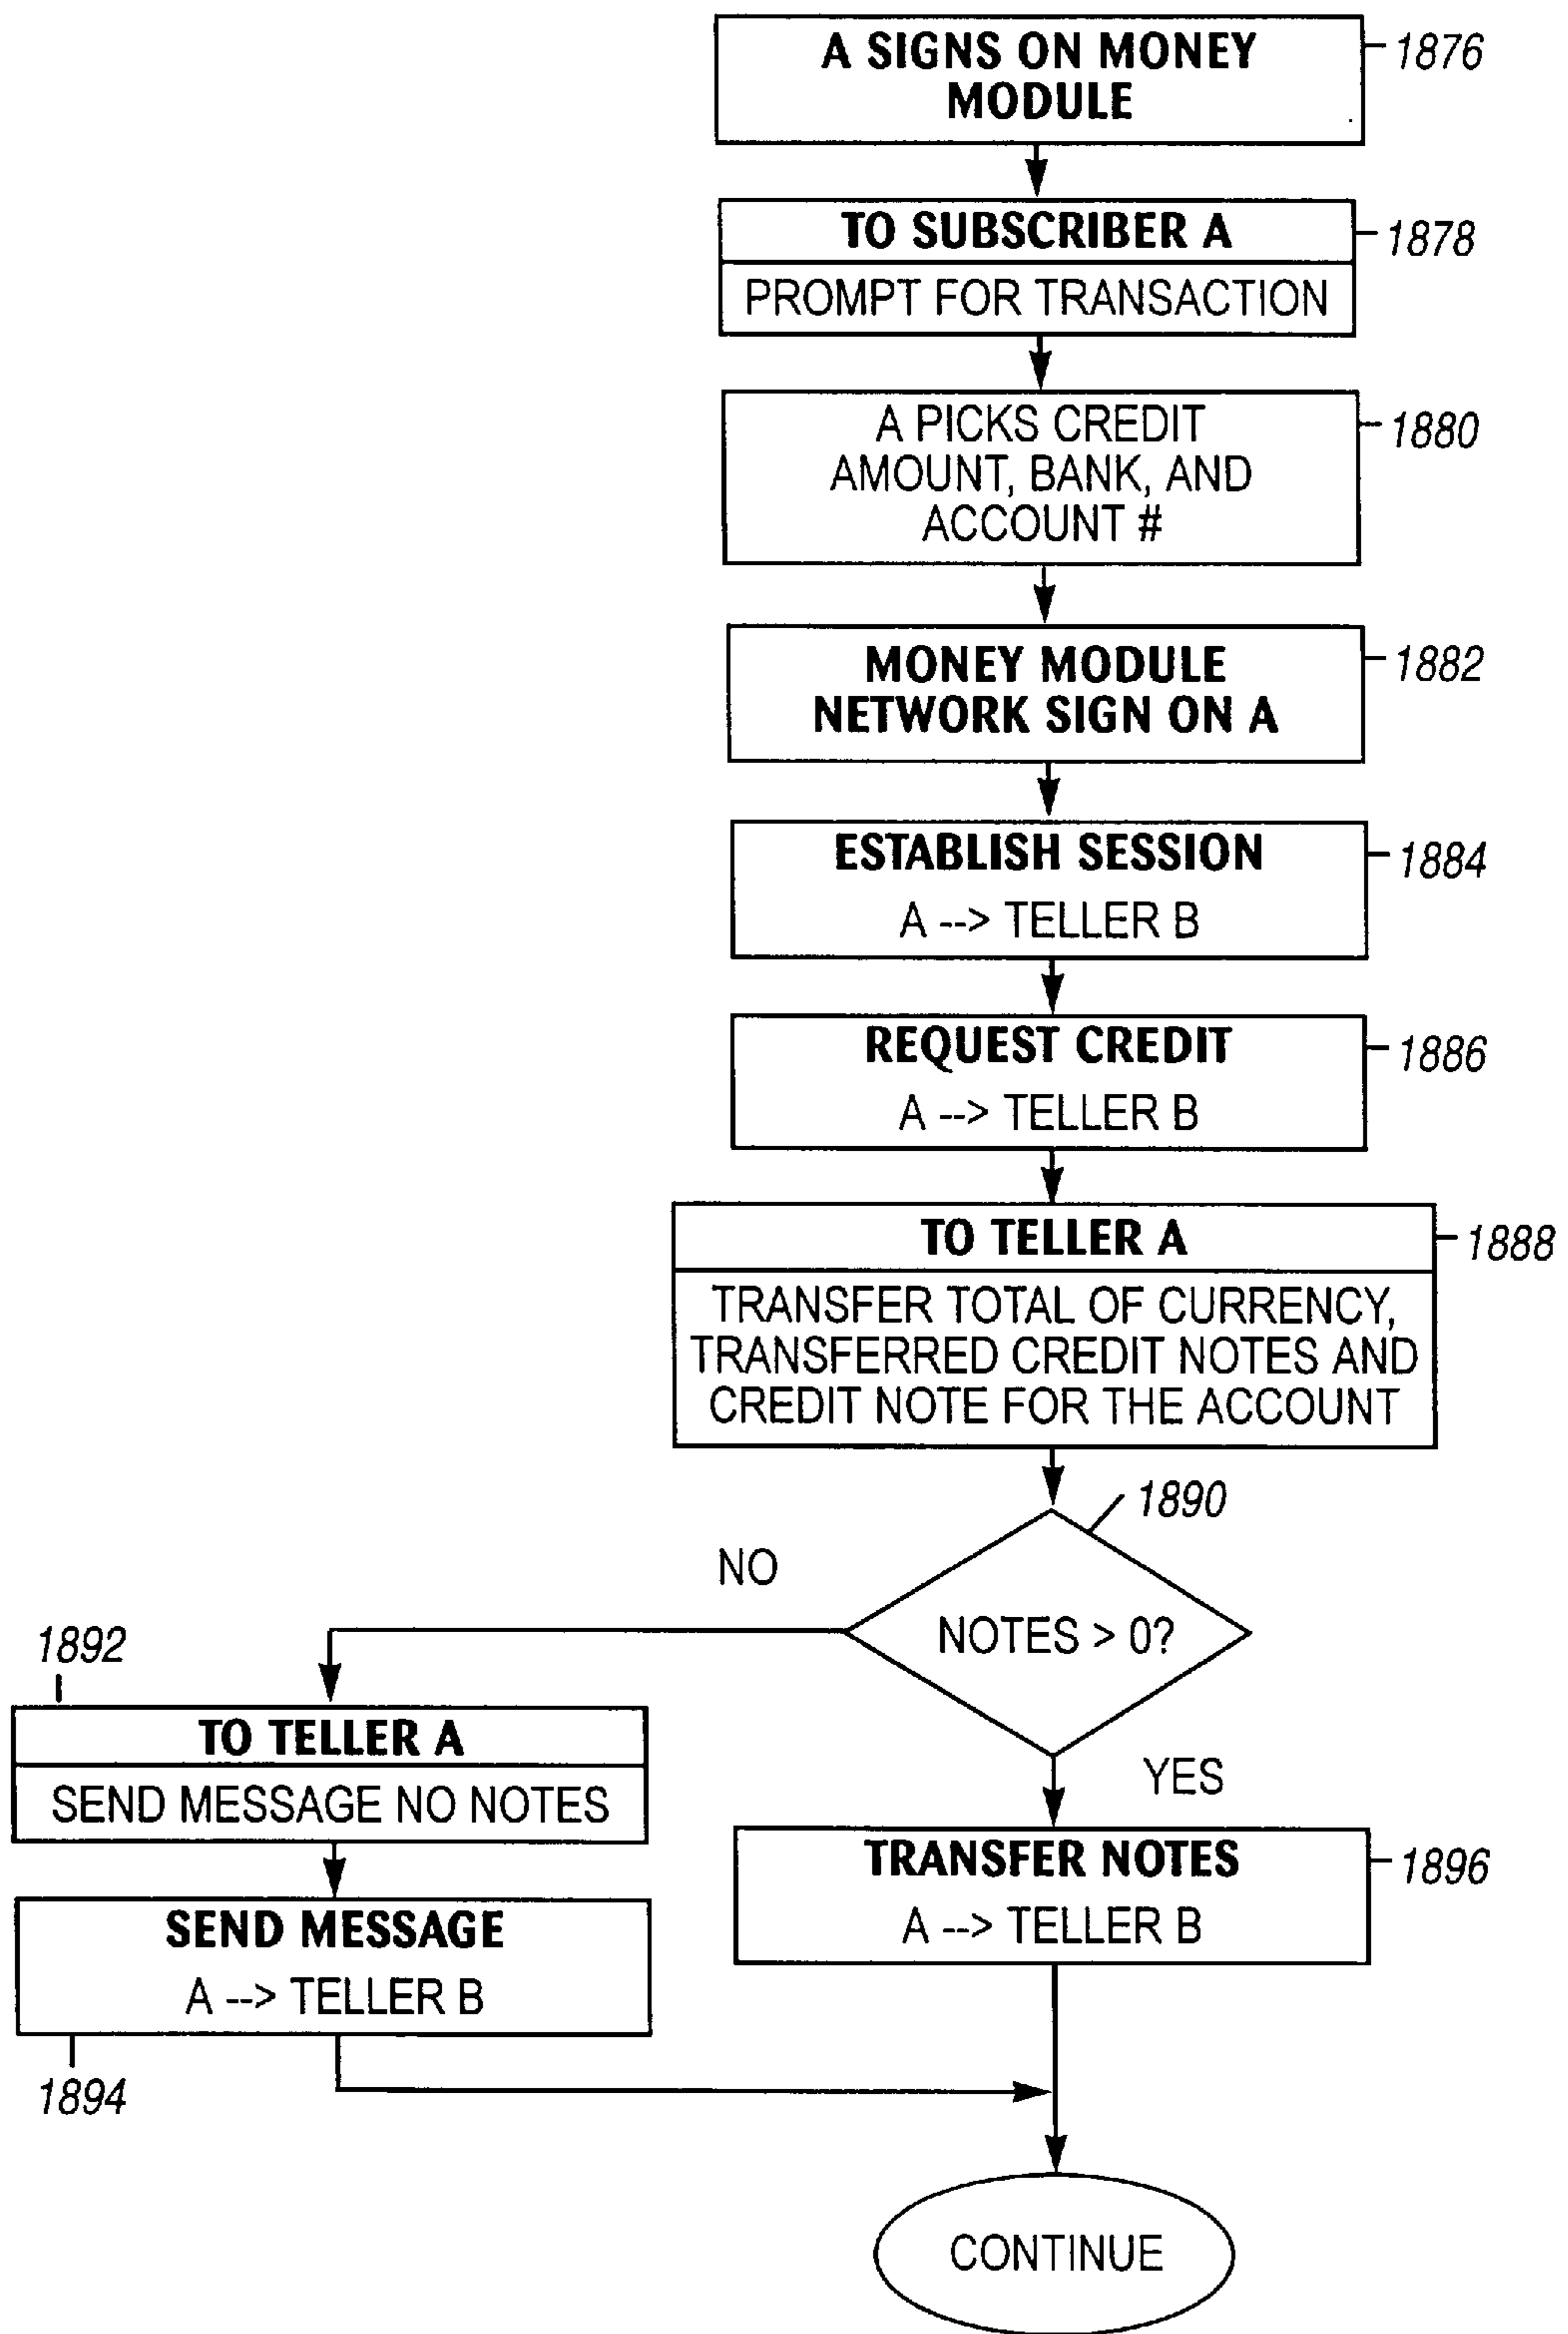 A SIGNS ON MONEY
MODULE
1876
TO SUBSCRIBER A
1878
PROMPT FOR TRANSACTION
A PICKS CREDIT
AMOUNT, BANK, AND
ACCOUNT #
1880
MONEY MODULE
NETWORK SIGN ON A
1882
ESTABLISH SESSION
A --> TELLER B
1884
REQUEST CREDIT
A --> TELLER B
1886
TO TELLER A
1888
TRANSFER TOTAL OF CURRENCY,
TRANSFERRED CREDIT NOTES AND
CREDIT NOTE FOR THE ACCOUNT
1890
NOTES > 0?
NO
1892
TO TELLER A
SEND MESSAGE NO NOTES
SEND MESSAGE
A --> TELLER B
1894
YES
TRANSFER NOTES
A --> TELLER B
1896
CONTINUE